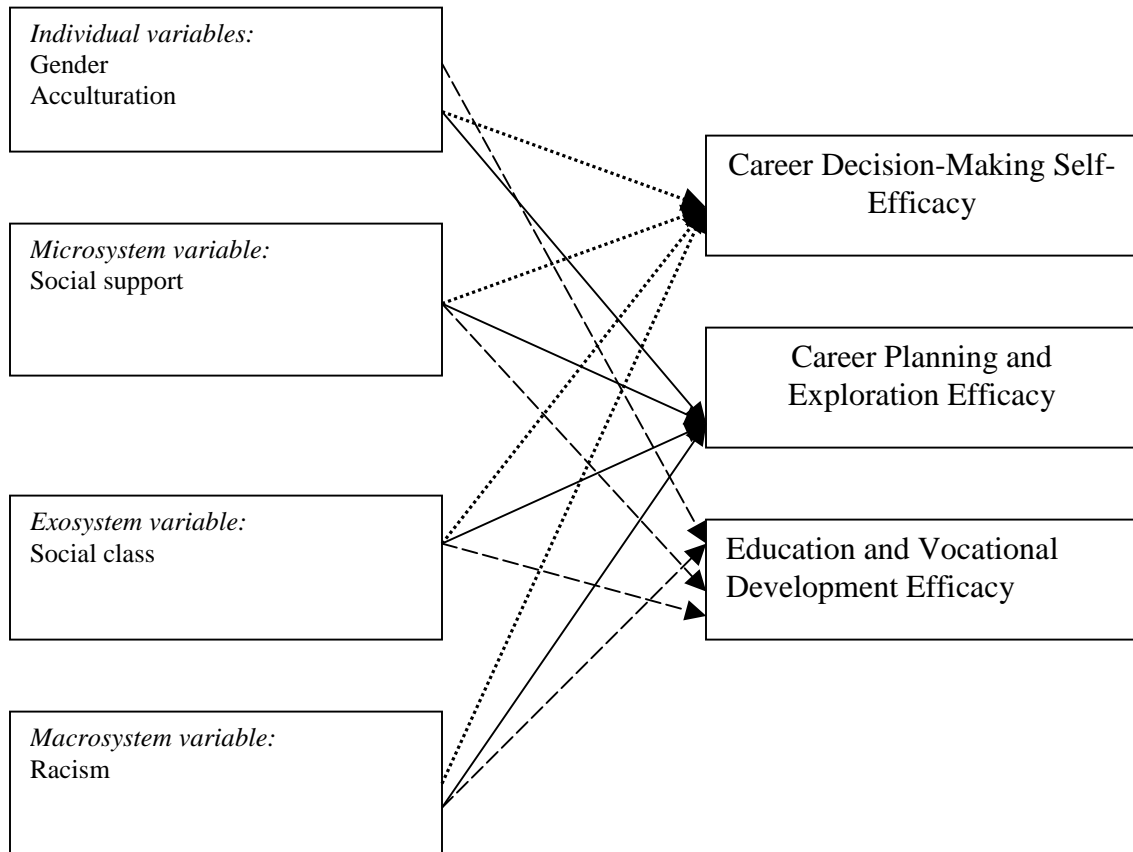 Individual variables:
Gender
Acculturation
Career Decision-Making Self-
Efficacy
Microsystem variable:
Social support
Career Planning and
Exploration Efficacy
Exosystem variable:
Social class
Education and Vocational
Development Efficacy
Macrosystem variable:
Racism